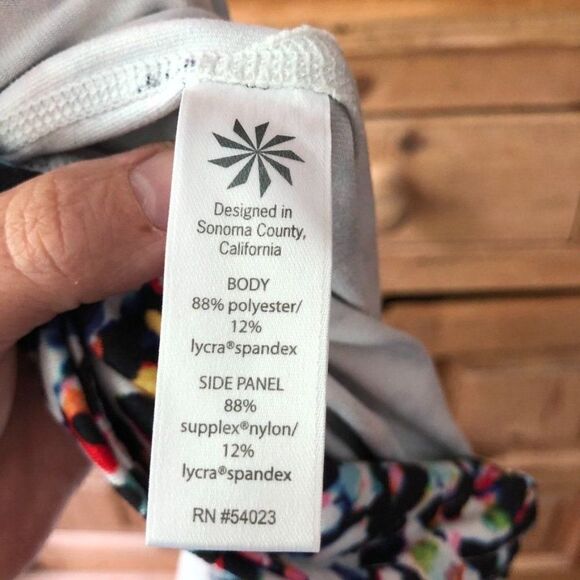 Designed in
Sonoma County,
California
BODY
88% polyester/
12%
lycra®spandex
SIDE PANEL
88%
supplex®nylon/
12%
lycra®spandex
RN #54023